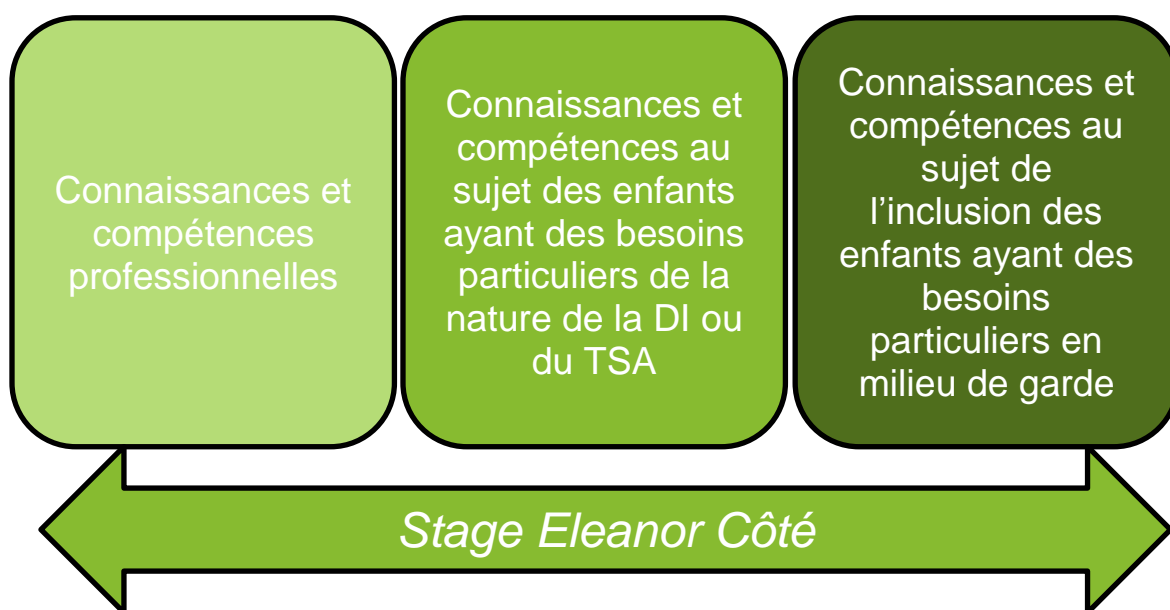 Connaissances et
compétences
professionnelles
Connaissances et
compétences au
sujet des enfants
ayant des besoins
particuliers de la
nature de la DI ou
du TSA
Connaissances et
compétences au
sujet de
l’inclusion des
enfants ayant des
besoins
particuliers en
milieu de garde
Stage Eleanor Côté